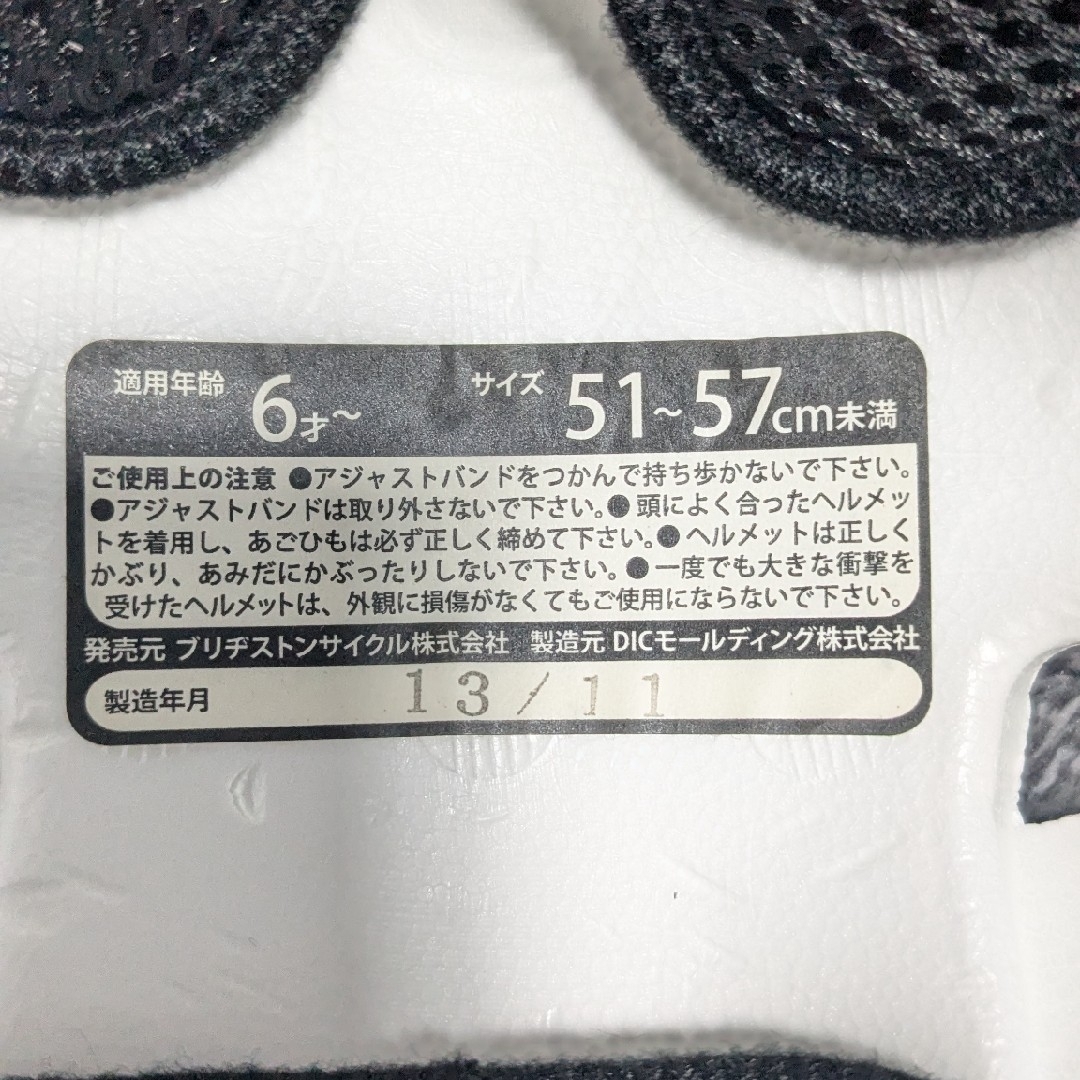 適用年齢 6才～ サイズ 51～57cm未満
ご使用上の注意 ●アジャストバンドをつかんで持ち歩かないで下さい。
●アジャストバンドは取り外さないで下さい。●頭によく合ったヘルメッ
トを着用し、あごひもは必ず正しく締めて下さい。●ヘルメットは正しく
かぶり、あみだにかぶったりしないで下さい。●一度でも大きな衝撃を
受けたヘルメットは、外観に損傷がなくてもご使用にならないで下さい。
発売元 ブリヂストンサイクル株式会社 製造元 DICモールディング株式会社
製造年月 13/11